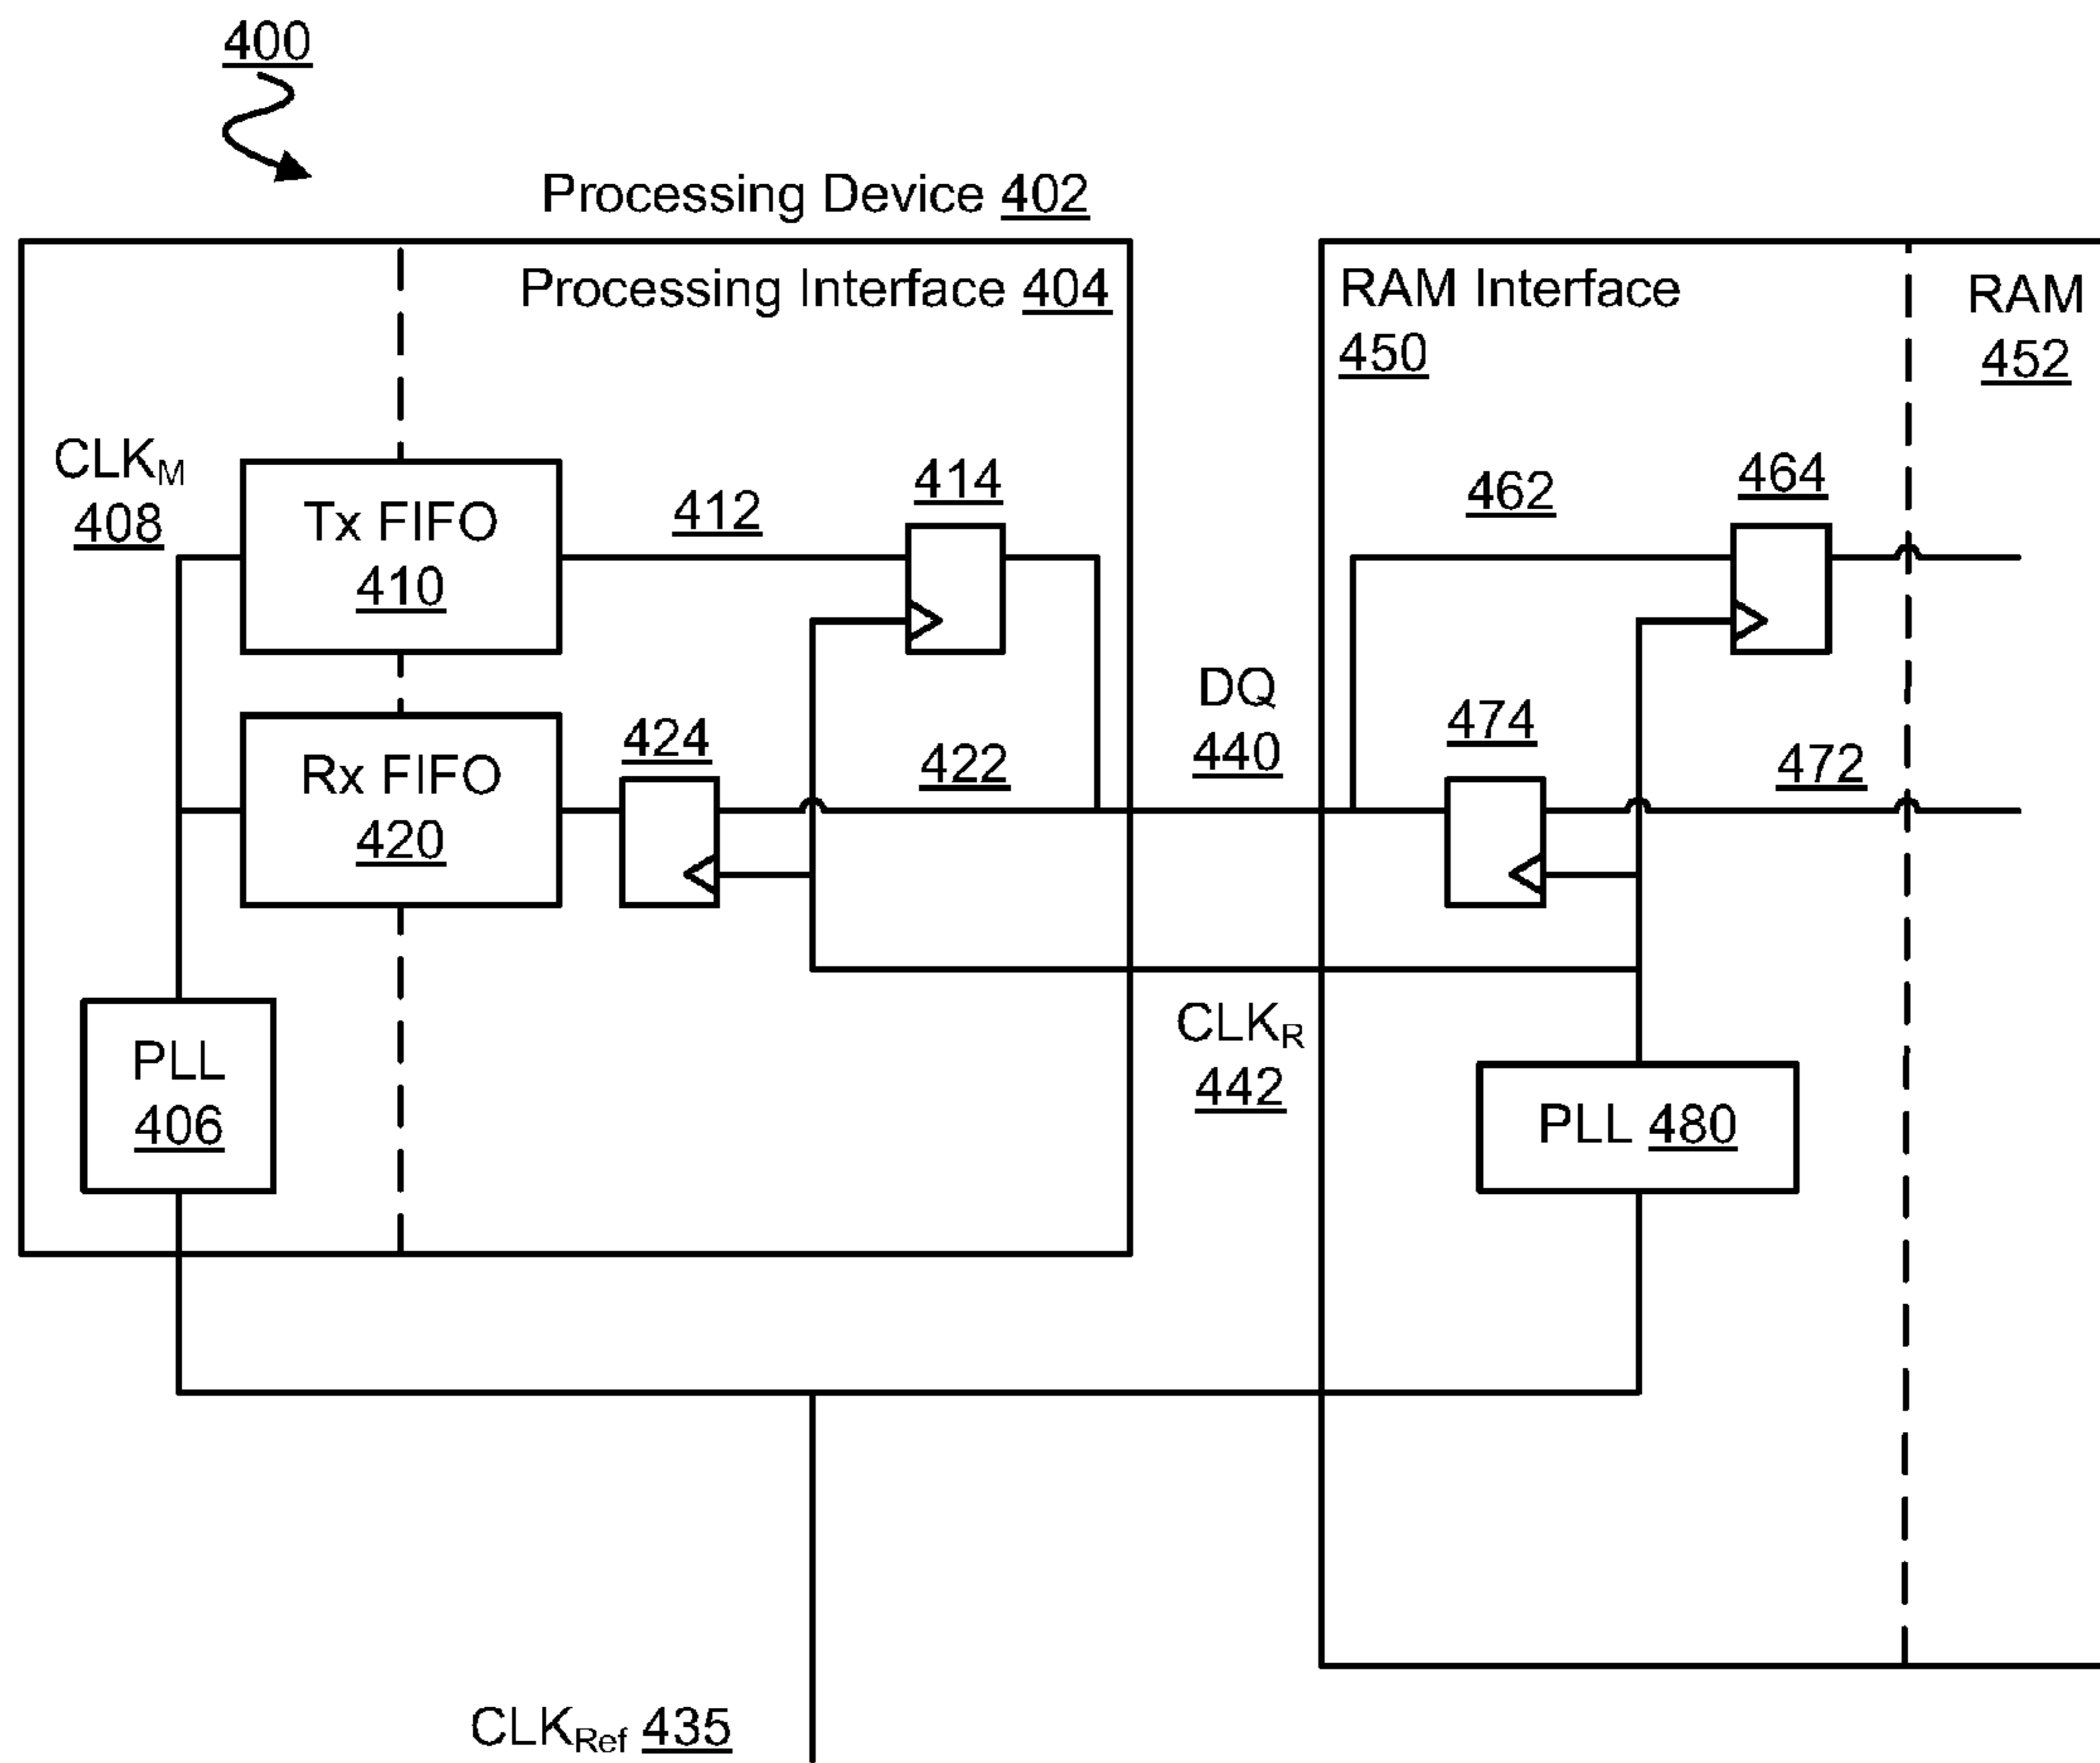 400
Processing Device 402
Processing Interface 404
RAM Interface
450
RAM
452
CLKM
408
Tx FIFO
410
412
414
462
464
Rx FIFO
420
424
422
DQ
440
474
472
PLL
406
CLKR
442
PLL 480
CLKRef 435